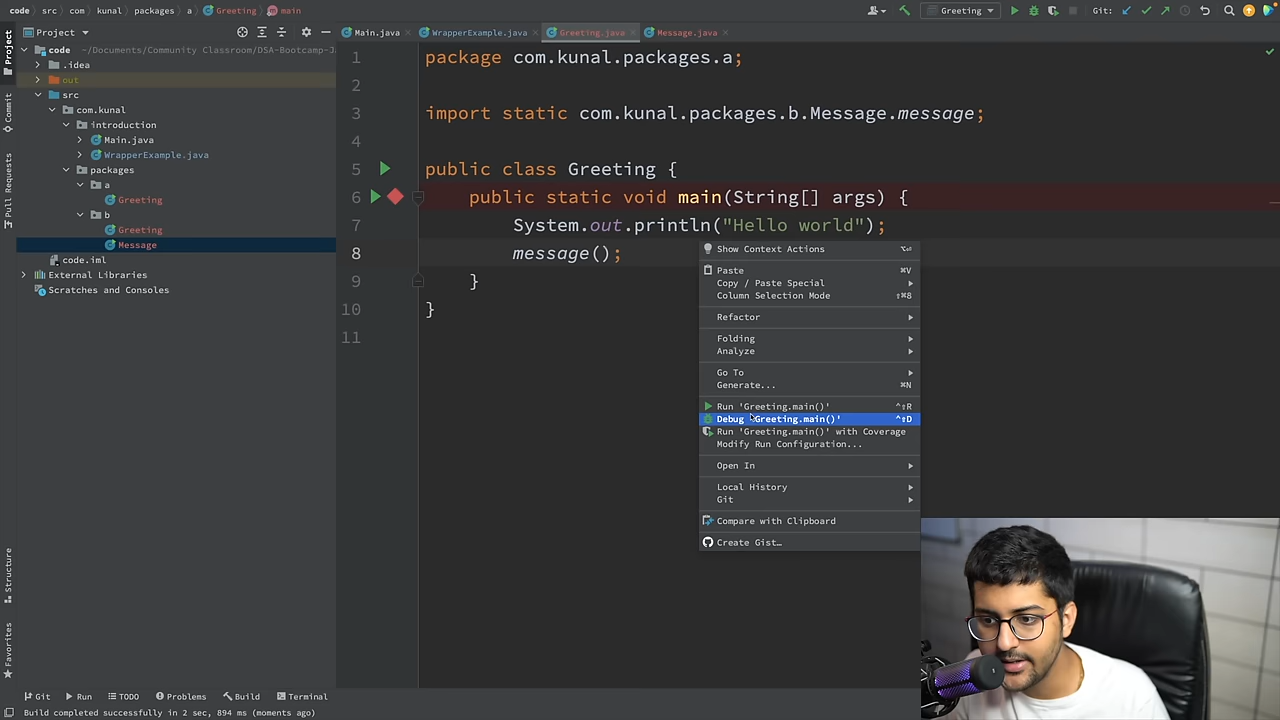 code
src
com
kunal
packages
a
Greeting
main
Greeting
Git:
Project
Main.java
WrapperExample.java
Greeting.java
Message.java
code ~/Documents/Community Classroom/DSA-Bootcamp-J
.idea
out
src
com.kunal
introduction
Main.java
WrapperExample.java
packages
a
Greeting
b
Greeting
Message
code.iml
External Libraries
Scratches and Consoles
Project
Commit
Pull Requests
Structure
Favorites
1 package com.kunal.packages.a;
2
3 import static com.kunal.packages.b.Message.message;
4
5 public class Greeting {
6 public static void main(String[] args) {
7 System.out.println("Hello world");
8 message();
9 }
10 }
11
Show Context Actions
Paste ⌘V
Copy / Paste Special
Column Selection Mode ⇧⌘8
Refactor
Folding
Analyze
Go To
Generate... ⌘N
Run 'Greeting.main()' ⌃⇧R
Debug 'Greeting.main()' ⌃⇧D
Run 'Greeting.main()' with Coverage
Modify Run Configuration...
Open In
Local History
Git
Compare with Clipboard
Create Gist…
Git
Run
TODO
Problems
Build
Terminal
Build completed successfully in 2 sec, 894 ms (moments ago)